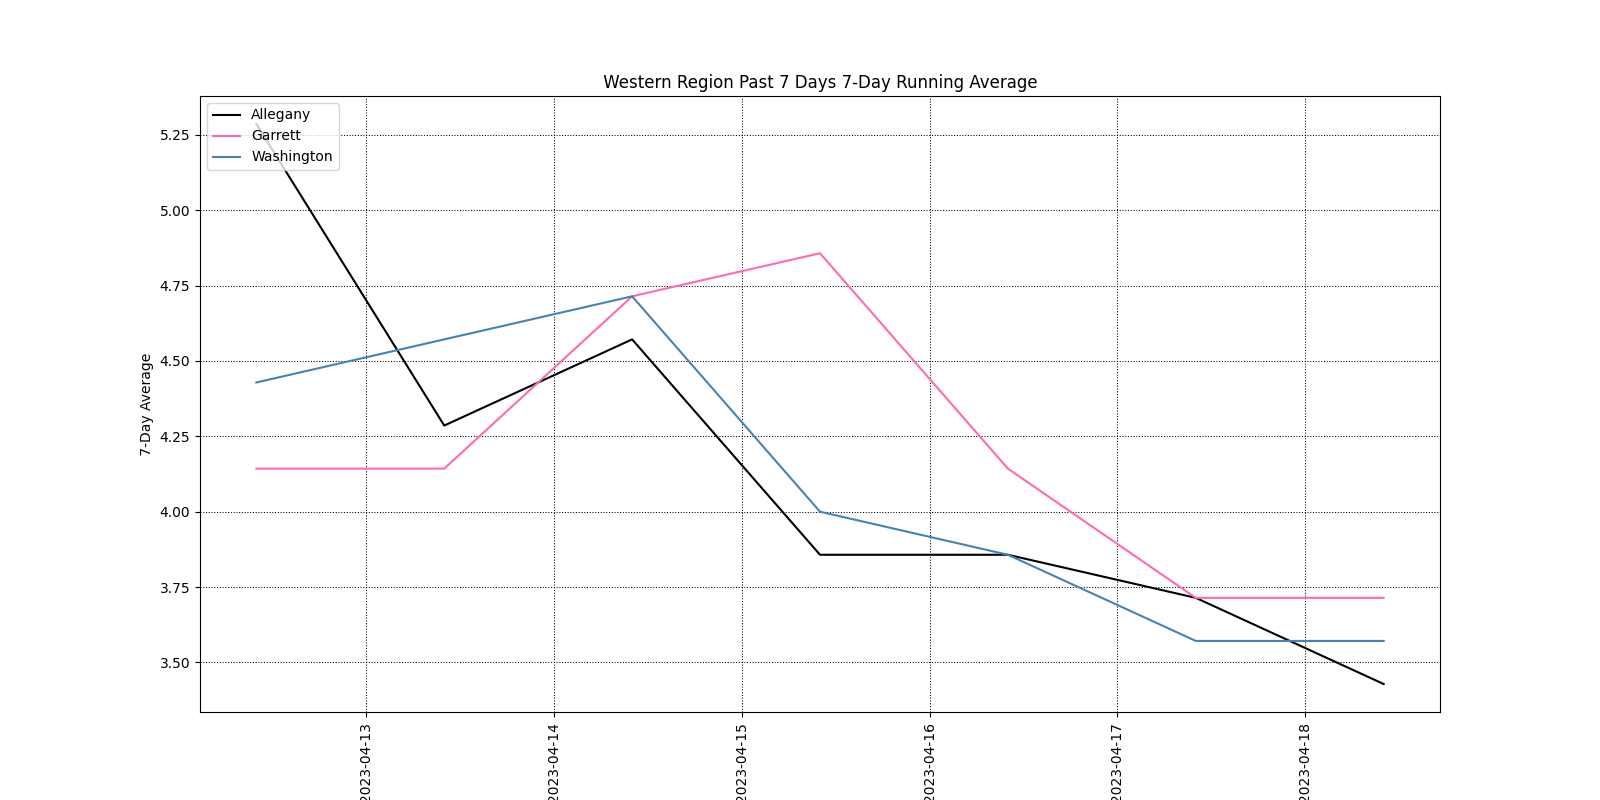 Western Region Past 7 Days 7-Day Running Average
Allegany
Garrett
Washington
7-Day Average
5.25
5.00
4.75
4.50
4.25
4.00
3.75
3.50
2023-04-13
2023-04-14
2023-04-15
2023-04-16
2023-04-17
2023-04-18